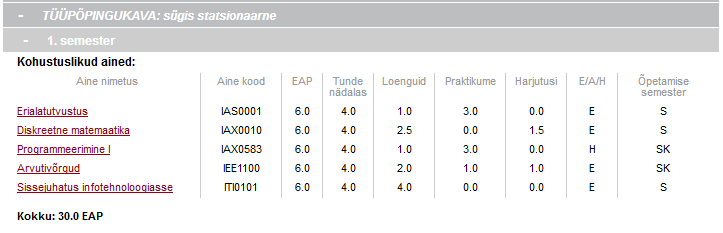 - TÜÜPÕPINGUKAVA: sügis statsionaarne
- 1. semester
Kohustuslikud ained:
Aine nimetus Aine kood EAP Tunde nädalas Loenguid Praktikume Harjutusi E/A/H Õpetamise semester
Erialatutvustus IAS0001 6.0 4.0 1.0 3.0 0.0 E S
Diskreetne matemaatika IAX0010 6.0 4.0 2.5 0.0 1.5 E S
Programmeerimine I IAX0583 6.0 4.0 1.0 3.0 0.0 H SK
Arvutivõrgud IEE1100 6.0 4.0 2.0 1.0 1.0 E SK
Sissejuhatus infotehnoloogiasse ITI0101 6.0 4.0 4.0 0.0 0.0 E S
Kokku: 30.0 EAP